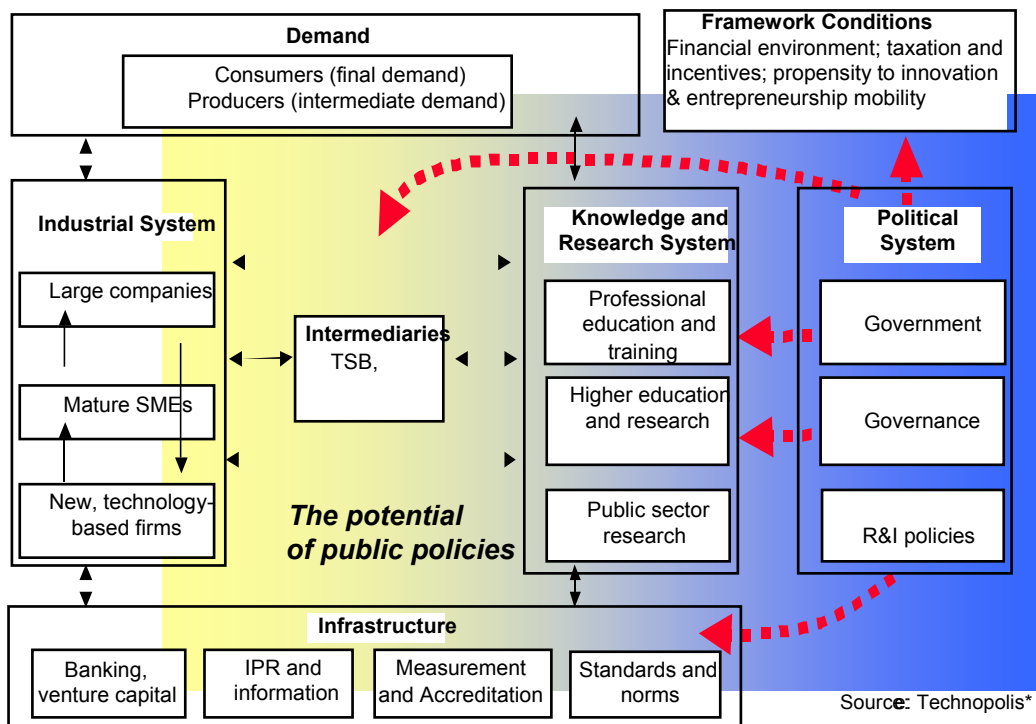 Demand
Consumers (final demand)
Producers (intermediate demand)
Framework Conditions
Financial environment; taxation and
incentives; propensity to innovation
& entrepreneurship mobility
Industrial System
Large companies
Mature SMEs
New, technology-
based firms
Intermediaries
TSB,
The potential
of public policies
Knowledge and
Research System
Professional
education and
training
Higher education
and research
Public sector
research
Political
System
Government
Governance
R&I policies
Infrastructure
Banking,
venture capital
IPR and
information
Measurement
and Accreditation
Standards and
norms
Source: Technopolis*